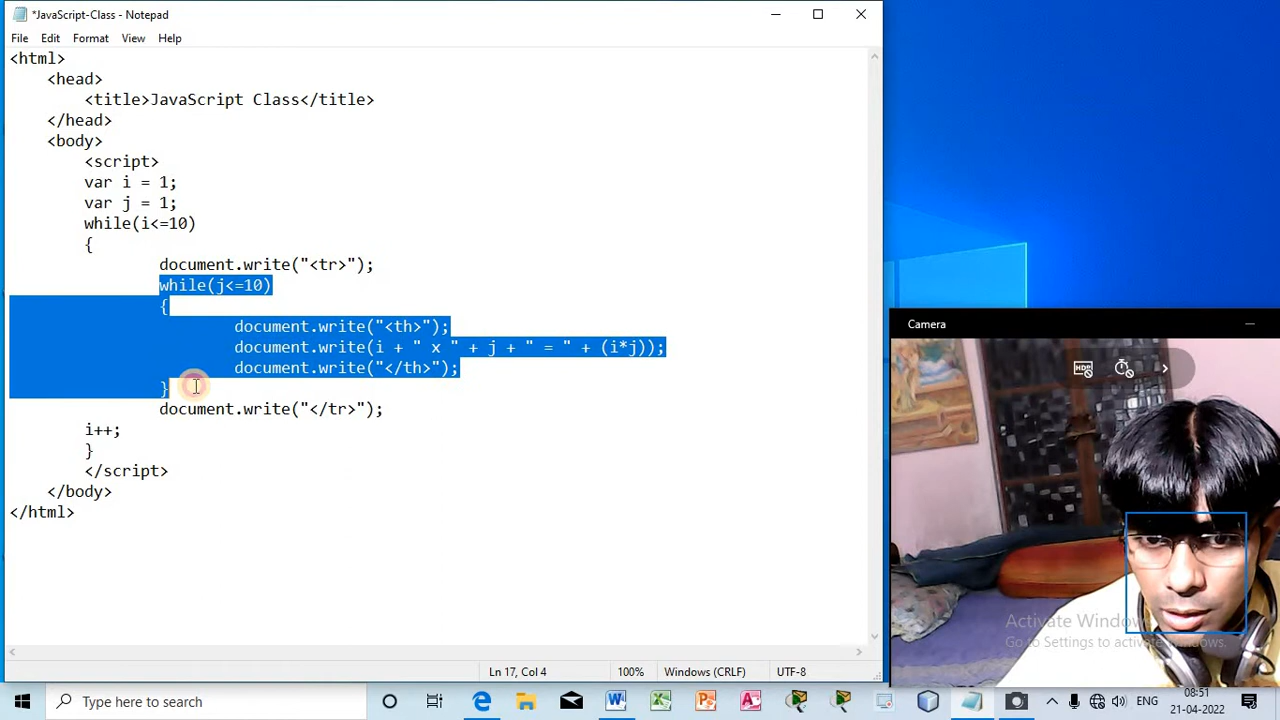 *JavaScript-Class - Notepad
File Edit Format View Help
<html>
<head>
<title>JavaScript Class</title>
</head>
<body>
<script>
var i = 1;
var j = 1;
while(i<=10)
{
document.write("<tr>");
while(j<=10)
{
document.write("<th>");
document.write(i + " x " + j + " = " + (i*j));
document.write("</th>");
}
document.write("</tr>");
i++;
}
</script>
</body>
</html>
Ln 17, Col 4 100% Windows (CRLF) UTF-8
Camera
HDR
Activate Windows
Go to Settings to activate Windows.
Type here to search
ENG
08:51
21-04-2022